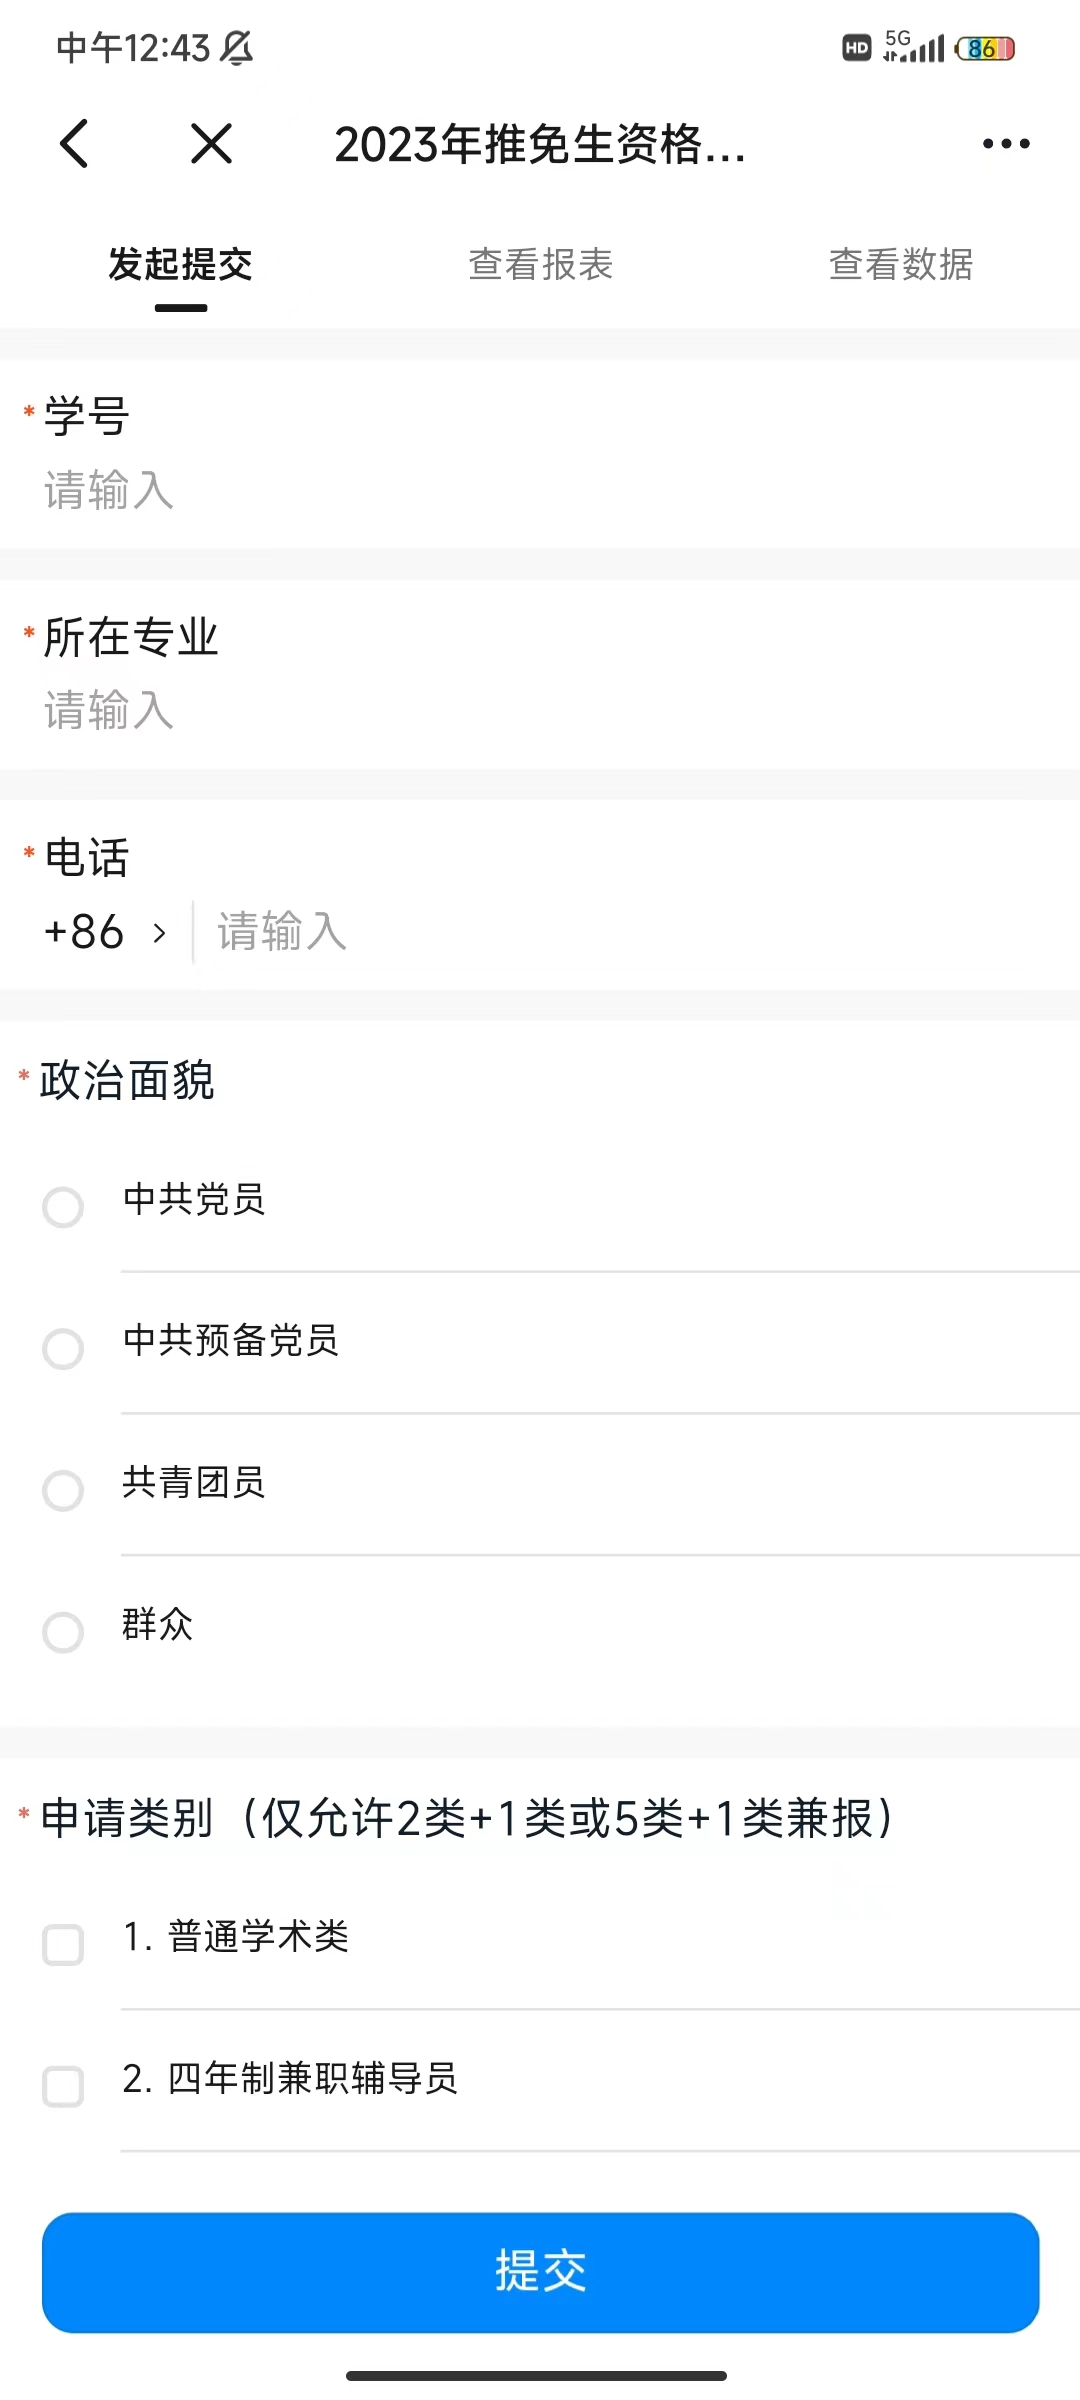 中午12:43
HD 5G 86
2023年推免生资格...
发起提交 查看报表 查看数据
*学号
请输入
*所在专业
请输入
*电话
+86 > 请输入
*政治面貌
中共党员
中共预备党员
共青团员
群众
*申请类别（仅允许2类+1类或5类+1类兼报）
1. 普通学术类
2. 四年制兼职辅导员
提交